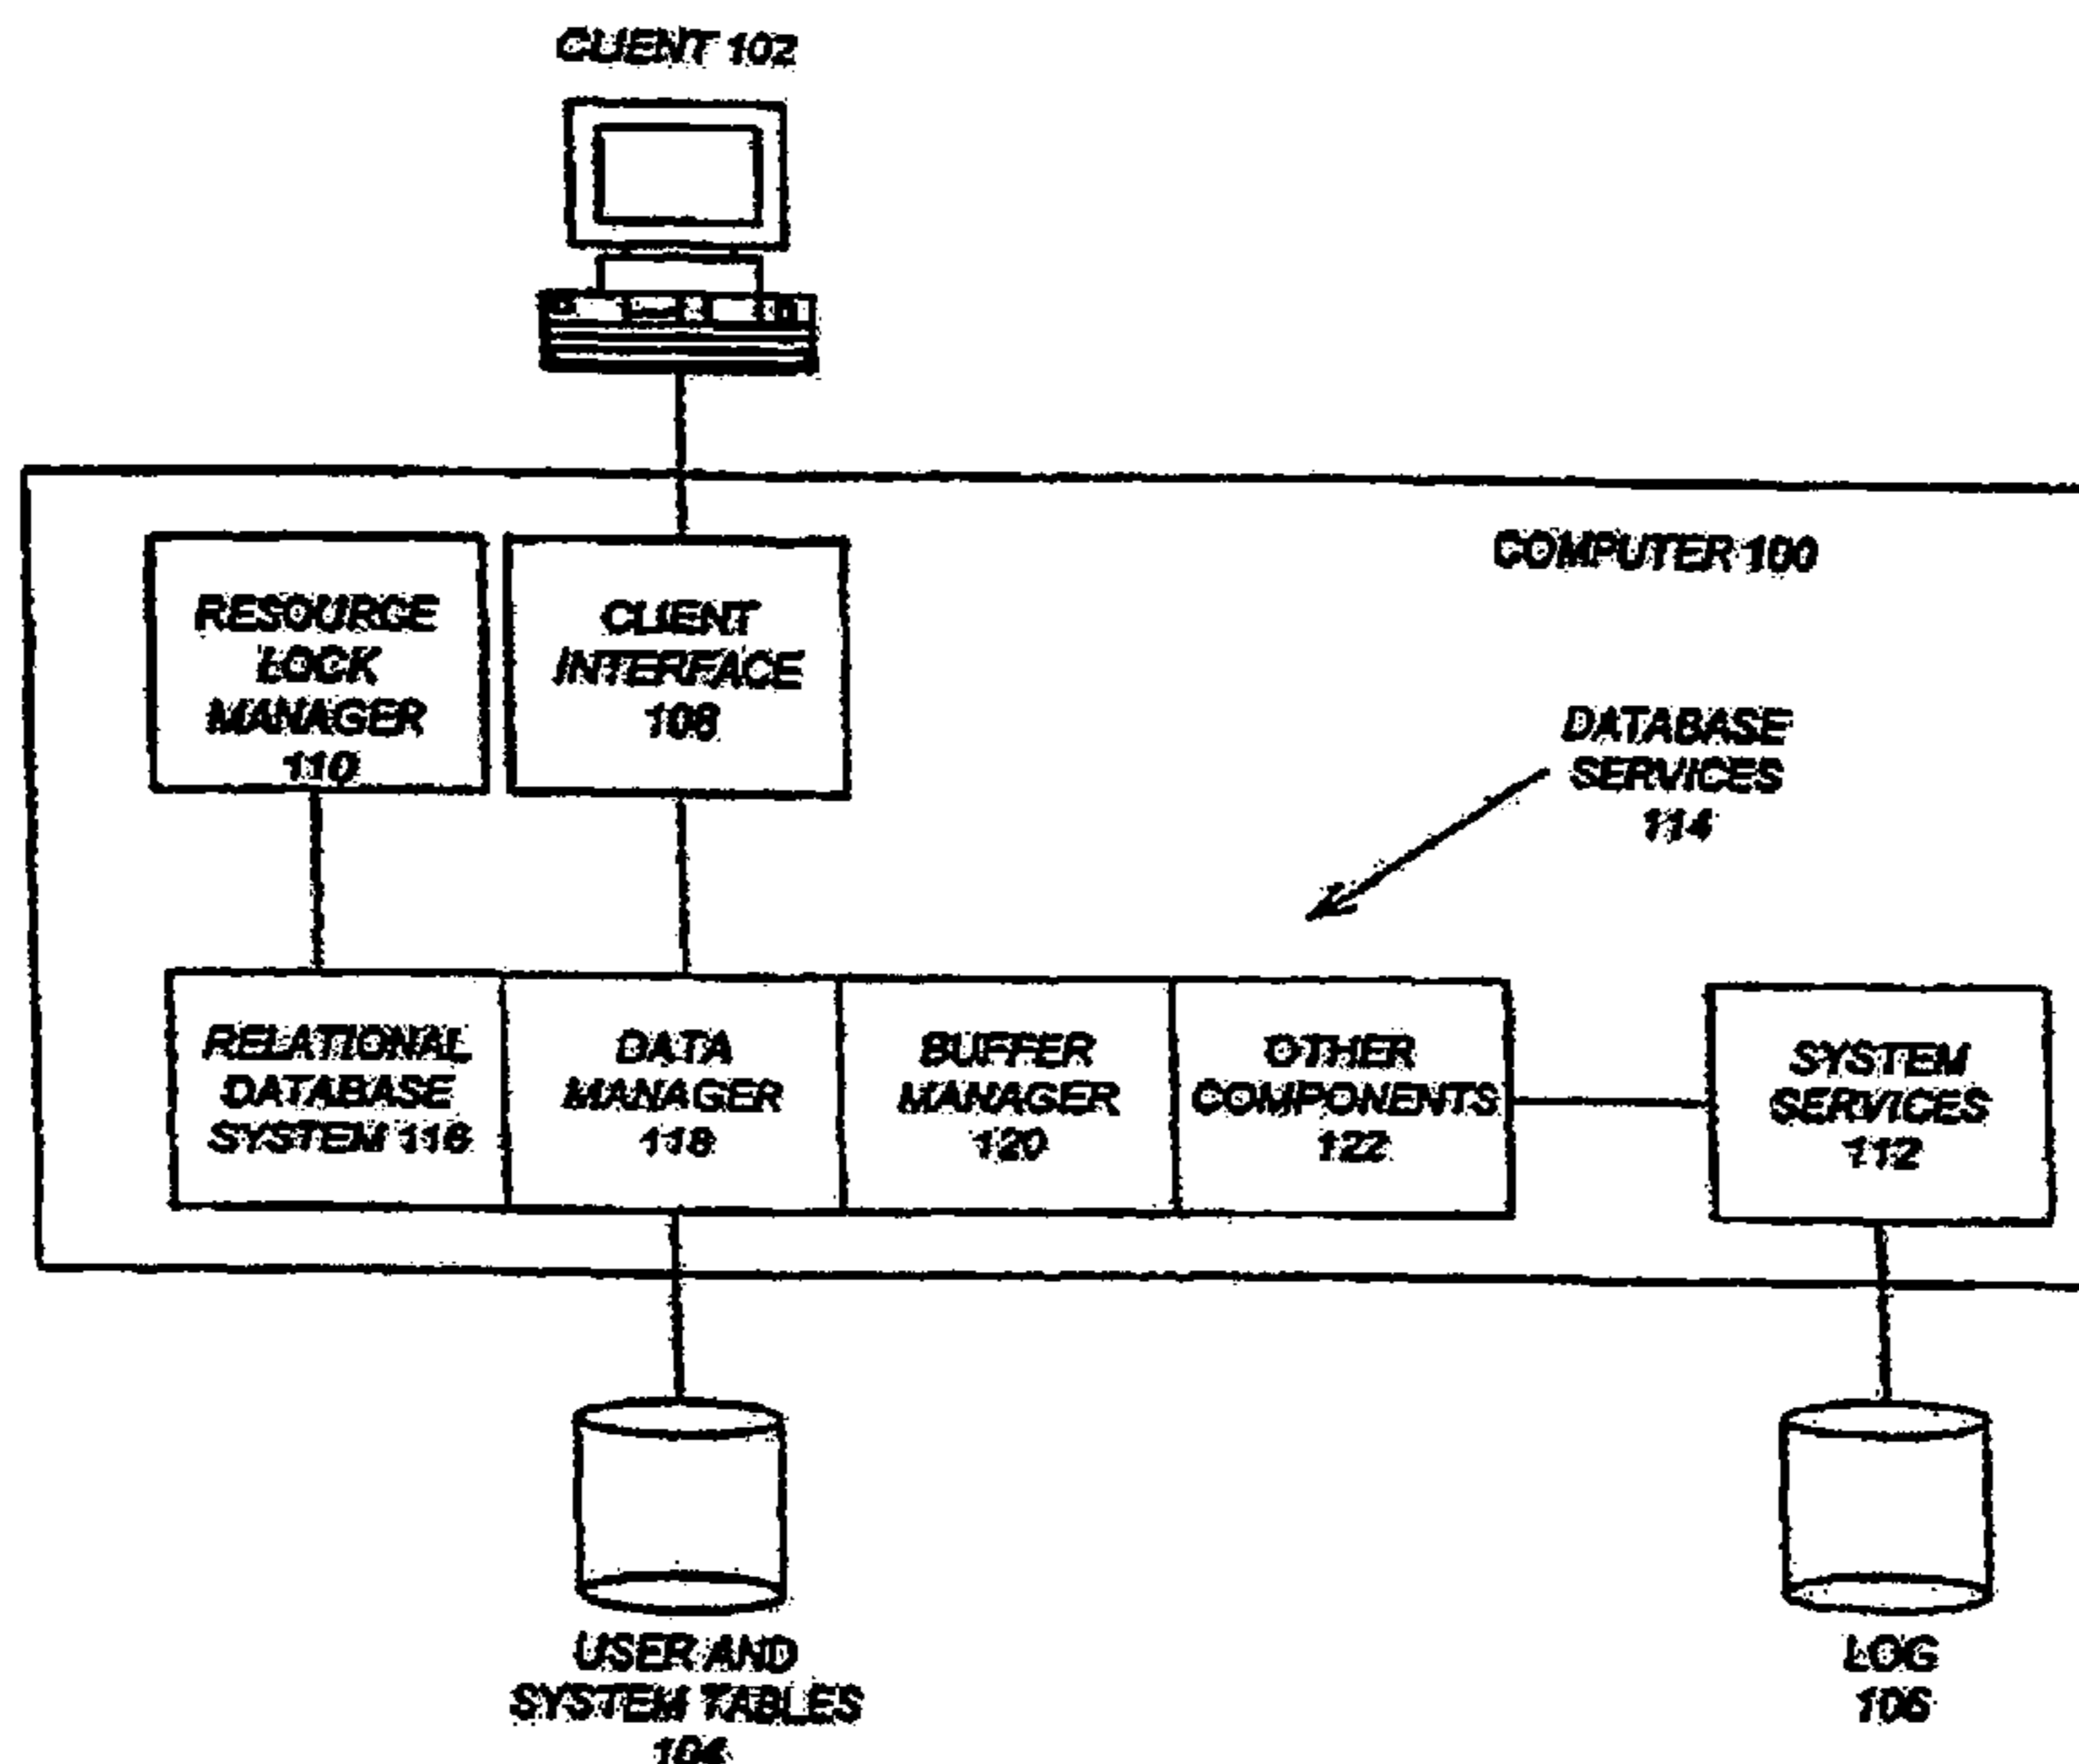 CLIENT 102
COMPUTER 100
RESOURCE
LOCK
MANAGER
110
CLIENT
INTERFACE
108
DATABASE
SERVICES
114
RELATIONAL
DATABASE
SYSTEM 116
DATA
MANAGER
118
BUFFER
MANAGER
120
OTHER
COMPONENTS
122
SYSTEM
SERVICES
112
USER AND
SYSTEM TABLES
104
LOG
106